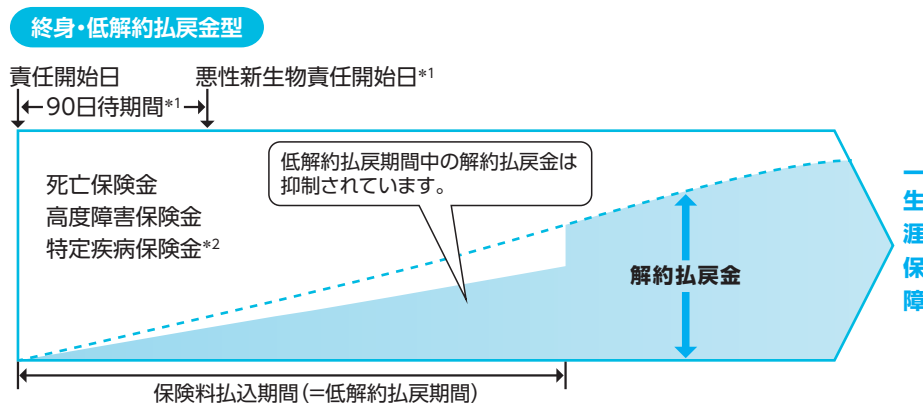 終身・低解約払戻金型
責任開始日
悪性新生物責任開始日*1
90日待期間*1
低解約払戻期間中の解約払戻金は
抑制されています。
死亡保険金
高度障害保険金
特定疾病保険金*2
解約払戻金
一生涯保障
保険料払込期間(=低解約払戻期間)